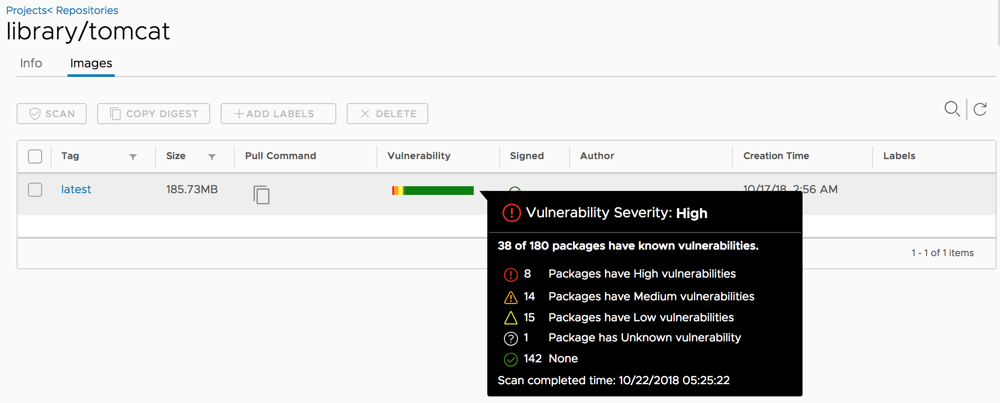 Projects< Repositories
library/tomcat
Info Images
SCAN COPY DIGEST +ADD LABELS × DELETE
Tag Size Pull Command Vulnerability Signed Author Creation Time Labels
latest 185.73MB 10/17/18, 2:56 AM
Vulnerability Severity: High
38 of 180 packages have known vulnerabilities.
1 - 1 of 1 items
8 Packages have High vulnerabilities
14 Packages have Medium vulnerabilities
15 Packages have Low vulnerabilities
? 1 Package has Unknown vulnerability
142 None
Scan completed time: 10/22/2018 05:25:22